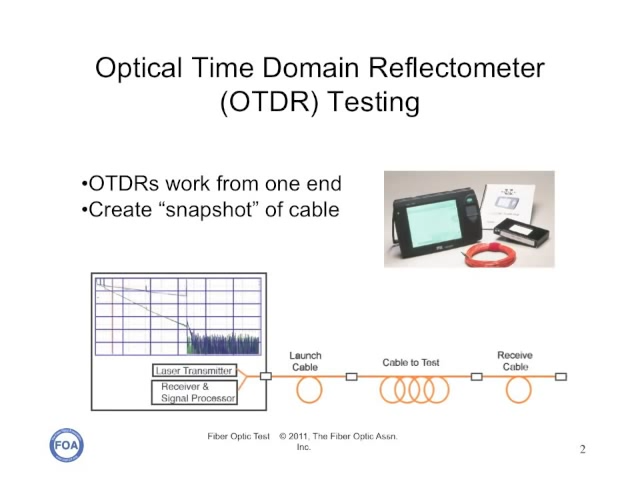 Optical Time Domain Reflectometer
(OTDR) Testing
•OTDRs work from one end
•Create “snapshot” of cable
Laser Transmitter
Receiver &
Signal Processor
Launch
Cable
Cable to Test
Receive
Cable
FOA
Fiber Optic Test © 2011, The Fiber Optic Assn.
Inc.
2